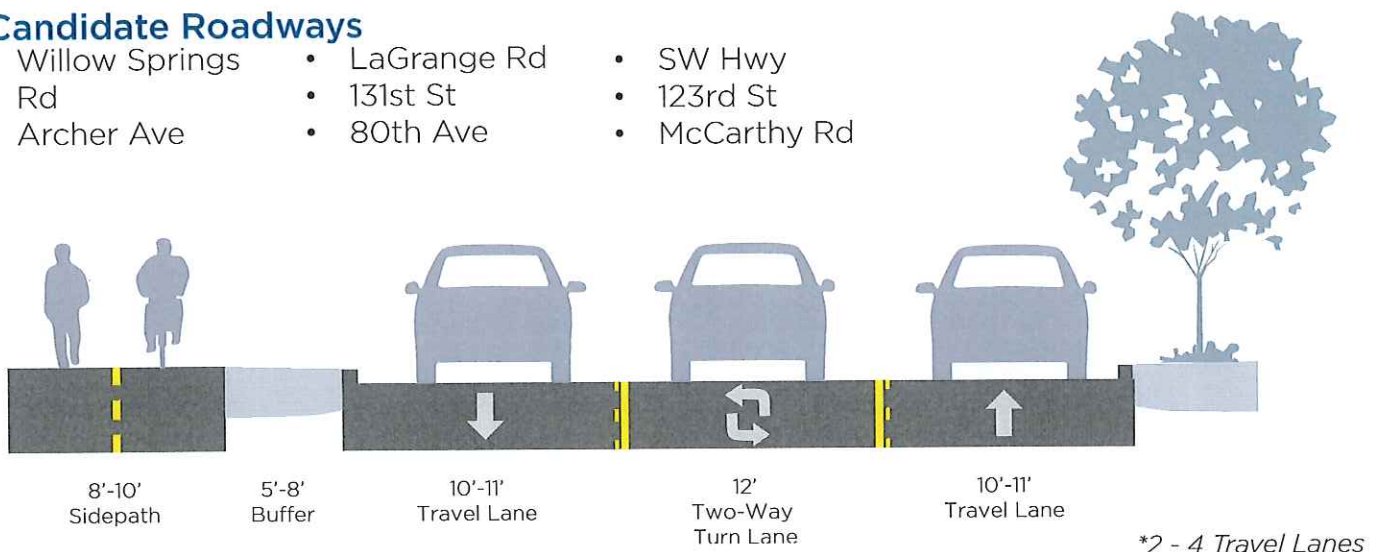 Candidate Roadways
Willow Springs
Rd
Archer Ave
• LaGrange Rd
• 131st St
• 80th Ave
• SW Hwy
• 123rd St
• McCarthy Rd
8'-10'
Sidepath
5'-8'
Buffer
10'-11'
Travel Lane
12'
Two-Way
Turn Lane
10'-11'
Travel Lane
*2 - 4 Travel Lanes